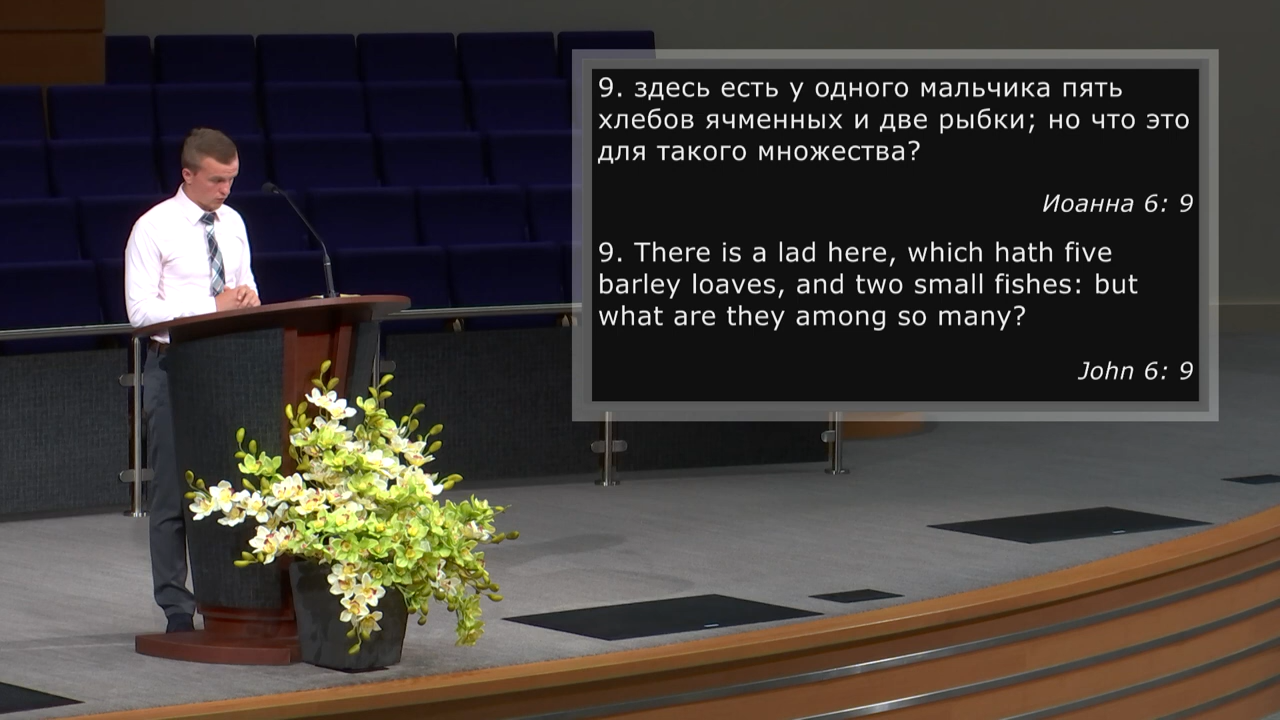 9. здесь есть у одного мальчика пять
хлебов ячменных и две рыбки; но что это
для такого множества?
Иоанна 6: 9
9. There is a lad here, which hath five
barley loaves, and two small fishes: but
what are they among so many?
John 6: 9